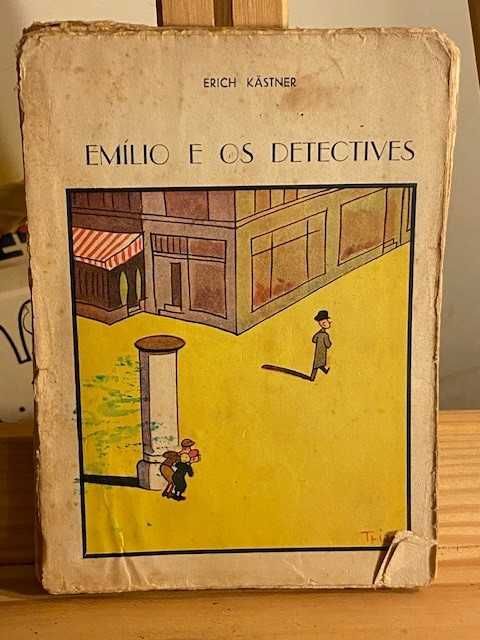 ERICH KÄSTNER
EMÍLIO E OS DETECTIVES